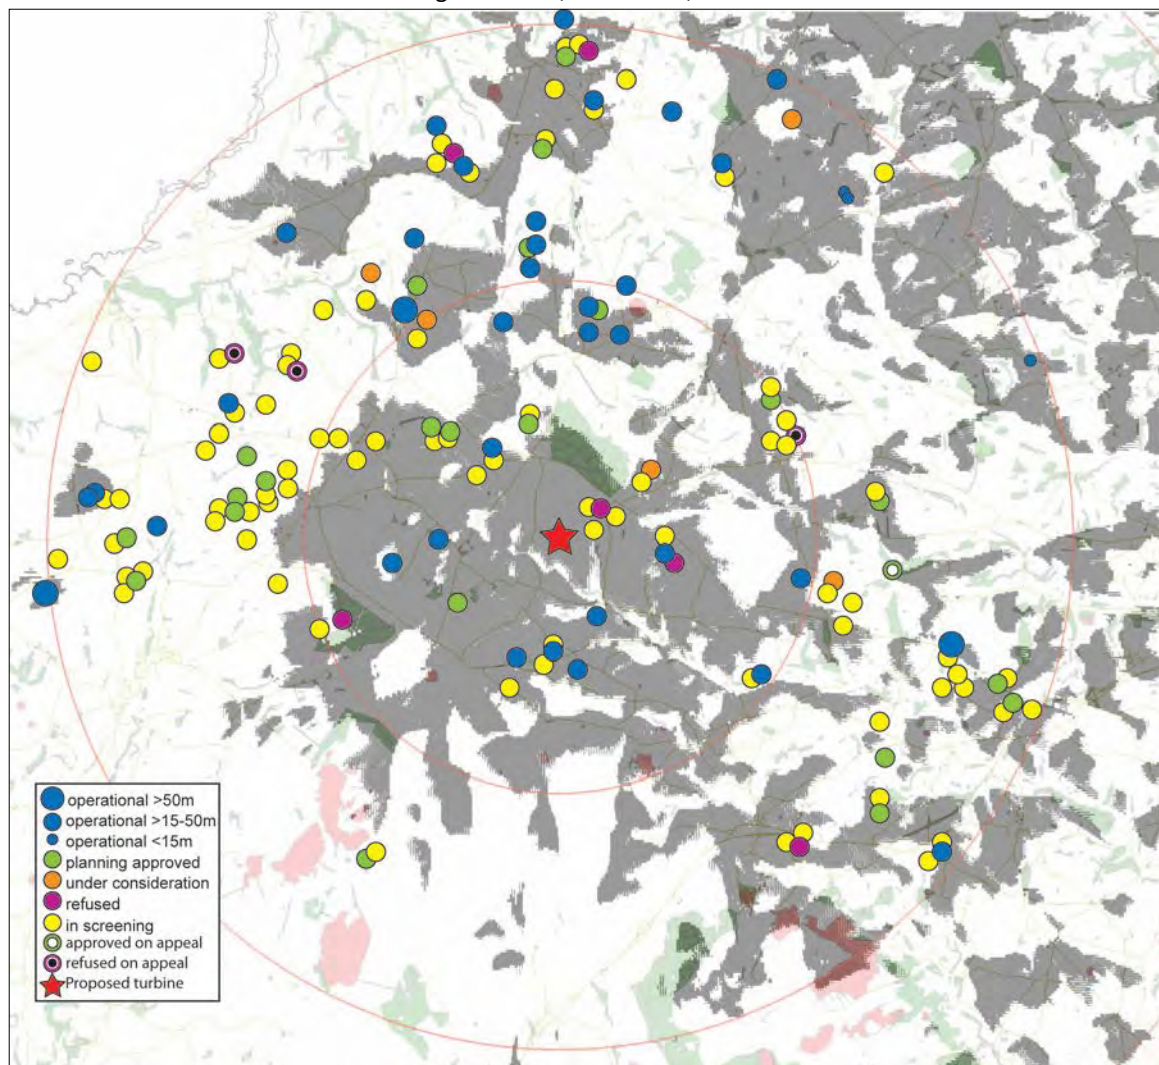 operational >50m
operational >15-50m
operational <15m
planning approved
under consideration
refused
in screening
approved on appeal
refused on appeal
Proposed turbine